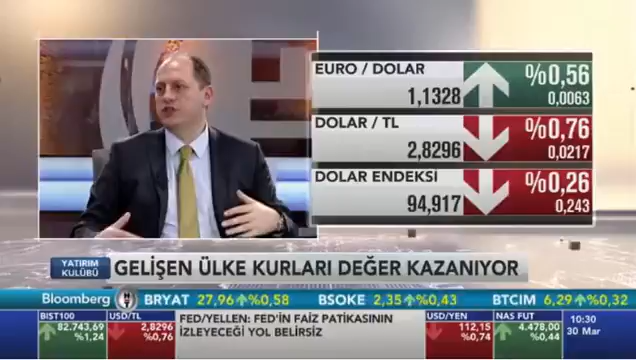 EURO / DOLAR
%0,56
1,1328
0,0063
DOLAR / TL
%0,76
2,8296
0,0217
DOLAR ENDEKSİ
%0,26
94,917
0,243
YATIRIM
KULÜBÜ
GELİŞEN ÜLKE KURLARI DEĞER KAZANIYOR
Bloomberg HT BRYAT 27,96 %0,58 BSOKE 2,35 %0,43 BTCIM 6,29 %0,32
BIST100 USD/TL FED/YELLEN: FED'İN FAİZ PATİKASININ USD/YEN NAS FUT 10:30
82.743,69 2,8296 İZLEYECEĞİ YOL BELİRSİZ 112,15 4.478,00 30 Mar
%1,24 %0,76 %0,74 %0,44